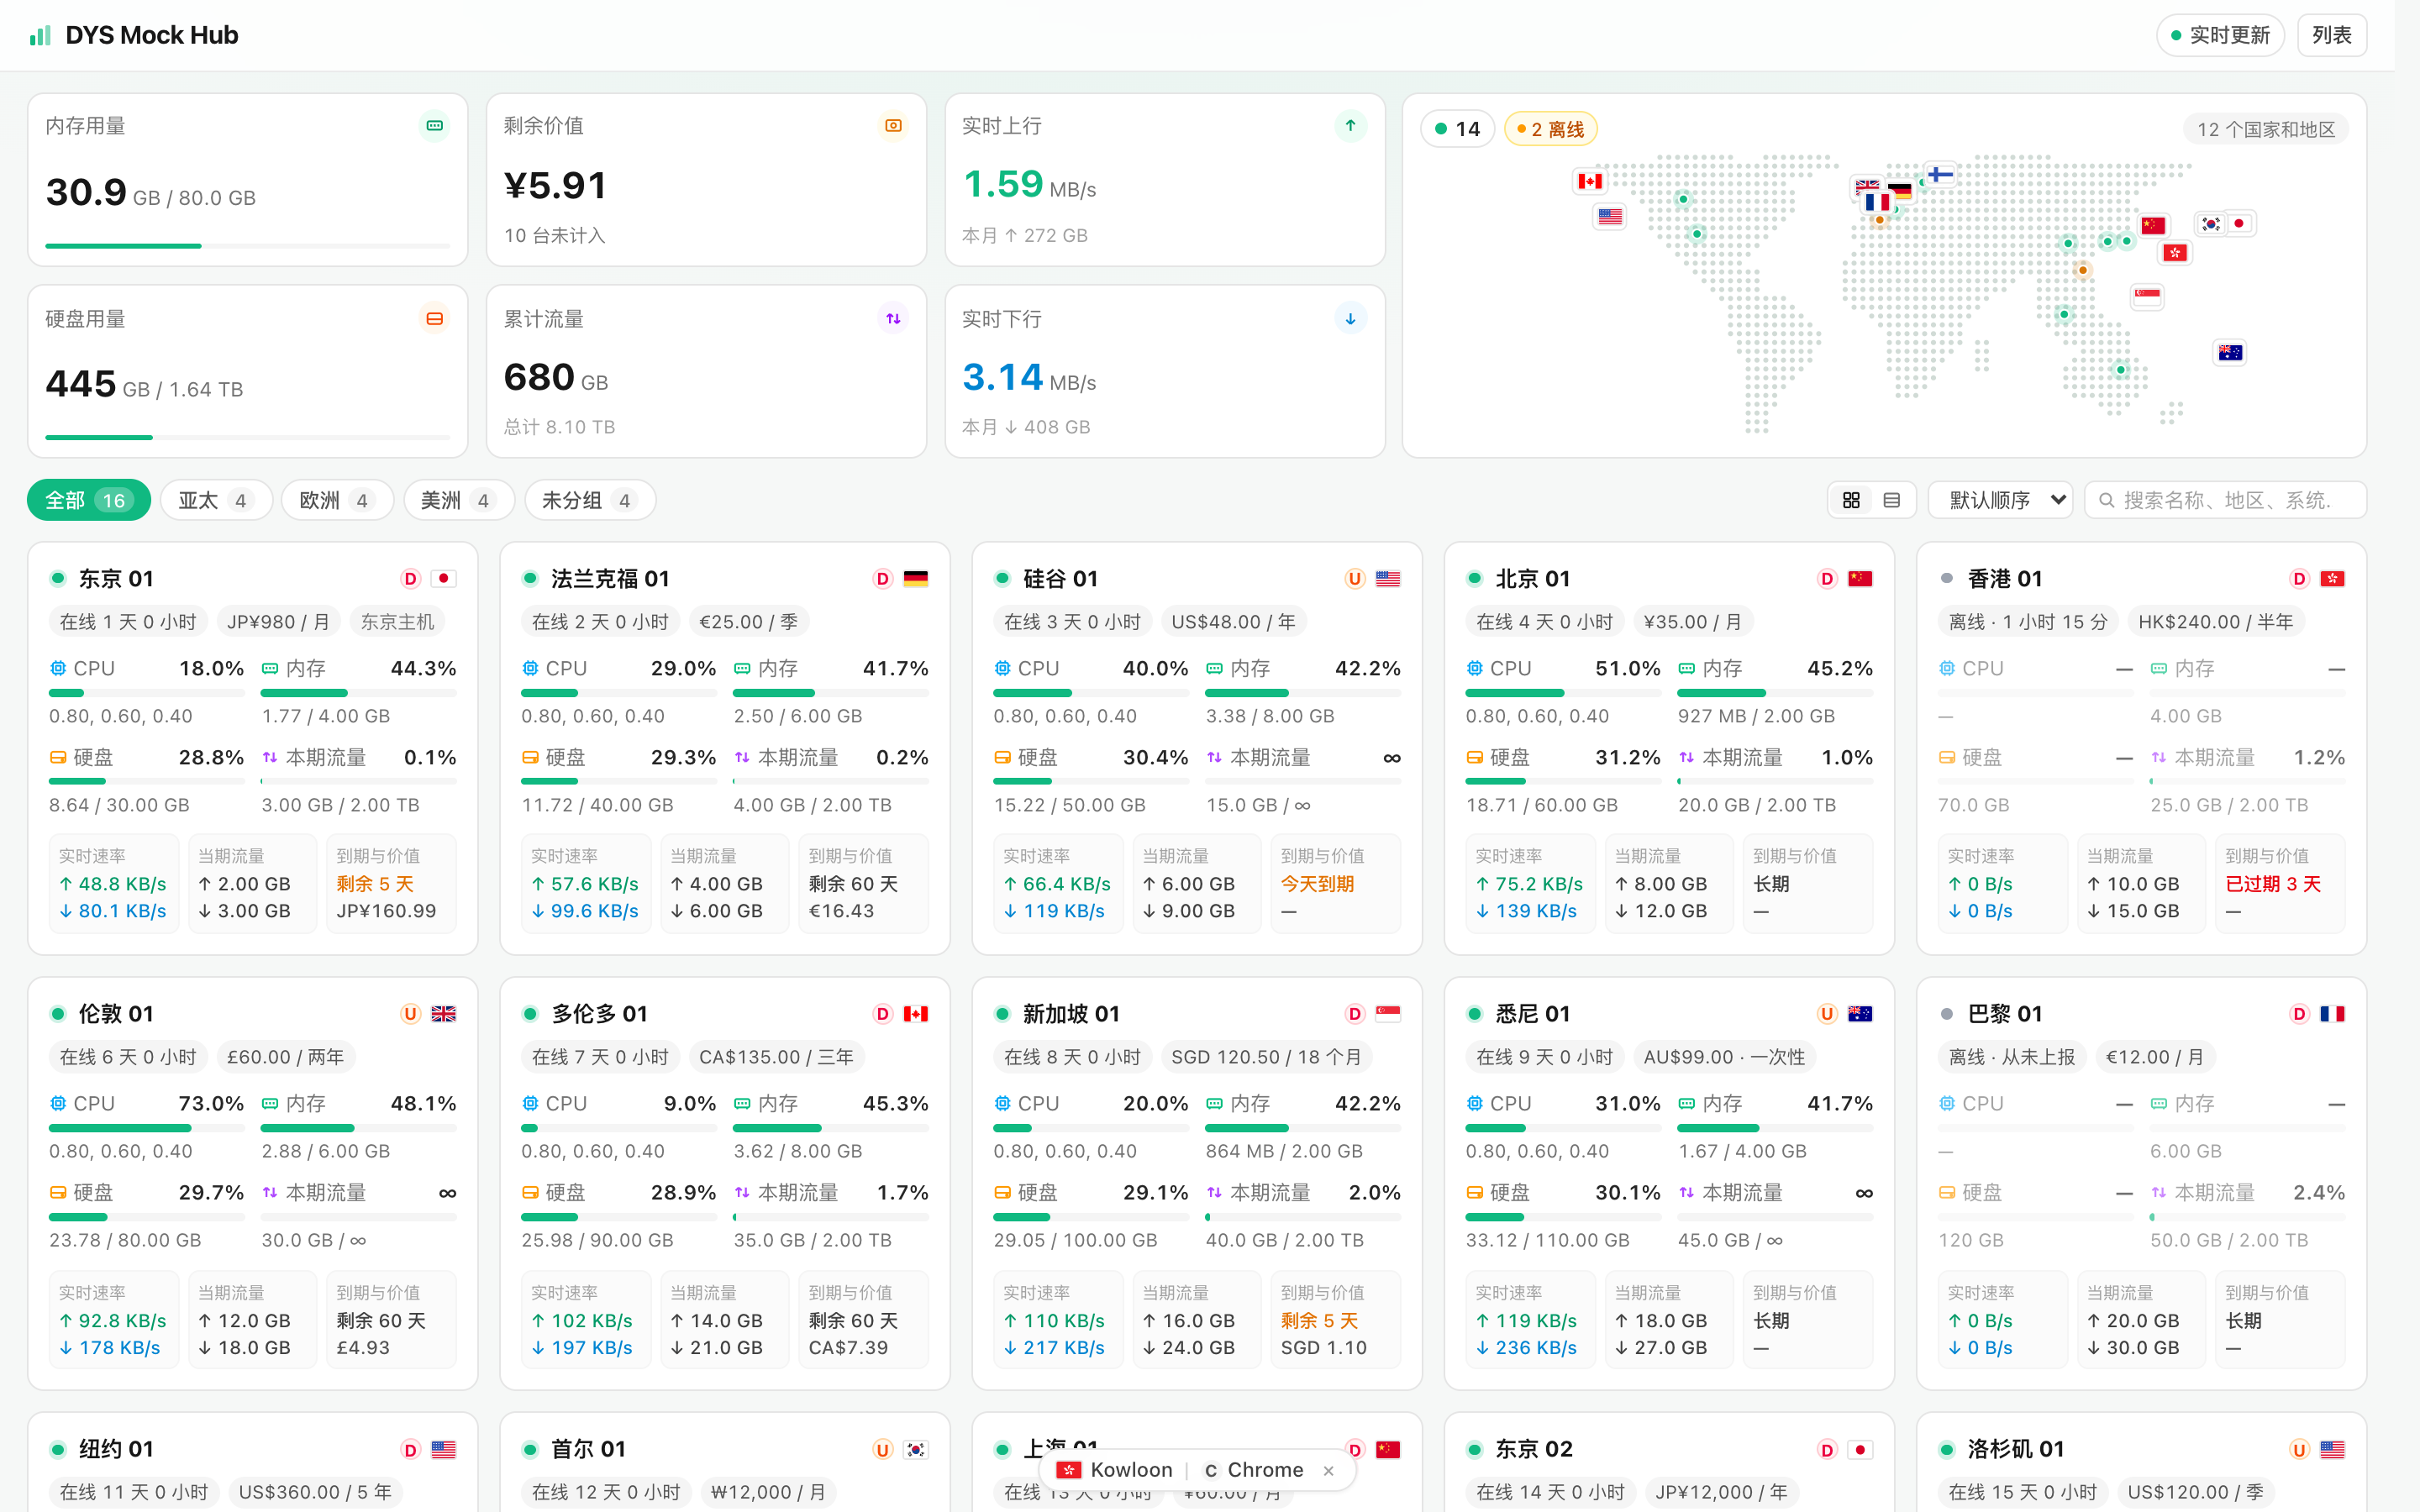 DYS Mock Hub
实时更新
列表
内存用量
30.9 GB / 80.0 GB
剩余价值
¥5.91
10 台未计入
实时上行
1.59 MB/s
本月 ↑ 272 GB
14
2 离线
12 个国家和地区
硬盘用量
445 GB / 1.64 TB
累计流量
680 GB
总计 8.10 TB
实时下行
3.14 MB/s
本月 ↓ 408 GB
全部 16
亚太 4
欧洲 4
美洲 4
未分组 4
默认顺序
搜索名称、地区、系统.
东京 01 D
在线 1 天 0 小时 JP¥980 / 月 东京主机
CPU 18.0% 内存 44.3%
0.80, 0.60, 0.40 1.77 / 4.00 GB
硬盘 28.8% 本期流量 0.1%
8.64 / 30.00 GB 3.00 GB / 2.00 TB
实时速率 当期流量 到期与价值
↑ 48.8 KB/s ↑ 2.00 GB 剩余 5 天
↓ 80.1 KB/s ↓ 3.00 GB JP¥160.99
法兰克福 01 D
在线 2 天 0 小时 €25.00 / 季
CPU 29.0% 内存 41.7%
0.80, 0.60, 0.40 2.50 / 6.00 GB
硬盘 29.3% 本期流量 0.2%
11.72 / 40.00 GB 4.00 GB / 2.00 TB
实时速率 当期流量 到期与价值
↑ 57.6 KB/s ↑ 4.00 GB 剩余 60 天
↓ 99.6 KB/s ↓ 6.00 GB €16.43
硅谷 01 U
在线 3 天 0 小时 US$48.00 / 年
CPU 40.0% 内存 42.2%
0.80, 0.60, 0.40 3.38 / 8.00 GB
硬盘 30.4% 本期流量 ∞
15.22 / 50.00 GB 15.0 GB / ∞
实时速率 当期流量 到期与价值
↑ 66.4 KB/s ↑ 6.00 GB 今天到期
↓ 119 KB/s ↓ 9.00 GB —
北京 01 D
在线 4 天 0 小时 ¥35.00 / 月
CPU 51.0% 内存 45.2%
0.80, 0.60, 0.40 927 MB / 2.00 GB
硬盘 31.2% 本期流量 1.0%
18.71 / 60.00 GB 20.0 GB / 2.00 TB
实时速率 当期流量 到期与价值
↑ 75.2 KB/s ↑ 8.00 GB 长期
↓ 139 KB/s ↓ 12.0 GB —
香港 01 D
离线 · 1 小时 15 分 HK$240.00 / 半年
CPU — 内存 —
— 4.00 GB
硬盘 — 本期流量 1.2%
70.0 GB 25.0 GB / 2.00 TB
实时速率 当期流量 到期与价值
↑ 0 B/s ↑ 10.0 GB 已过期 3 天
↓ 0 B/s ↓ 15.0 GB —
伦敦 01 U
在线 6 天 0 小时 £60.00 / 两年
CPU 73.0% 内存 48.1%
0.80, 0.60, 0.40 2.88 / 6.00 GB
硬盘 29.7% 本期流量 ∞
23.78 / 80.00 GB 30.0 GB / ∞
实时速率 当期流量 到期与价值
↑ 92.8 KB/s ↑ 12.0 GB 剩余 60 天
↓ 178 KB/s ↓ 18.0 GB £4.93
多伦多 01 D
在线 7 天 0 小时 CA$135.00 / 三年
CPU 9.0% 内存 45.3%
0.80, 0.60, 0.40 3.62 / 8.00 GB
硬盘 28.9% 本期流量 1.7%
25.98 / 90.00 GB 35.0 GB / 2.00 TB
实时速率 当期流量 到期与价值
↑ 102 KB/s ↑ 14.0 GB 剩余 60 天
↓ 197 KB/s ↓ 21.0 GB CA$7.39
新加坡 01 D
在线 8 天 0 小时 SGD 120.50 / 18 个月
CPU 20.0% 内存 42.2%
0.80, 0.60, 0.40 864 MB / 2.00 GB
硬盘 29.1% 本期流量 2.0%
29.05 / 100.00 GB 40.0 GB / 2.00 TB
实时速率 当期流量 到期与价值
↑ 110 KB/s ↑ 16.0 GB 剩余 5 天
↓ 217 KB/s ↓ 24.0 GB SGD 1.10
悉尼 01 U
在线 9 天 0 小时 AU$99.00 · 一次性
CPU 31.0% 内存 41.7%
0.80, 0.60, 0.40 1.67 / 4.00 GB
硬盘 30.1% 本期流量 ∞
33.12 / 110.00 GB 45.0 GB / ∞
实时速率 当期流量 到期与价值
↑ 119 KB/s ↑ 18.0 GB 长期
↓ 236 KB/s ↓ 27.0 GB —
巴黎 01 D
离线 · 从未上报 €12.00 / 月
CPU — 内存 —
— 6.00 GB
硬盘 — 本期流量 2.4%
120 GB 50.0 GB / 2.00 TB
实时速率 当期流量 到期与价值
↑ 0 B/s ↑ 20.0 GB 长期
↓ 0 B/s ↓ 30.0 GB —
纽约 01 D
在线 11 天 0 小时 US$360.00 / 5 年
首尔 01 U
在线 12 天 0 小时 ₩12,000 / 月
上海 01 D
在线 13 天 0 小时 ¥60.00 / 月
东京 02 D
在线 14 天 0 小时 JP¥12,000 / 年
洛杉矶 01 U
在线 15 天 0 小时 US$120.00 / 季
Kowloon | C Chrome ×